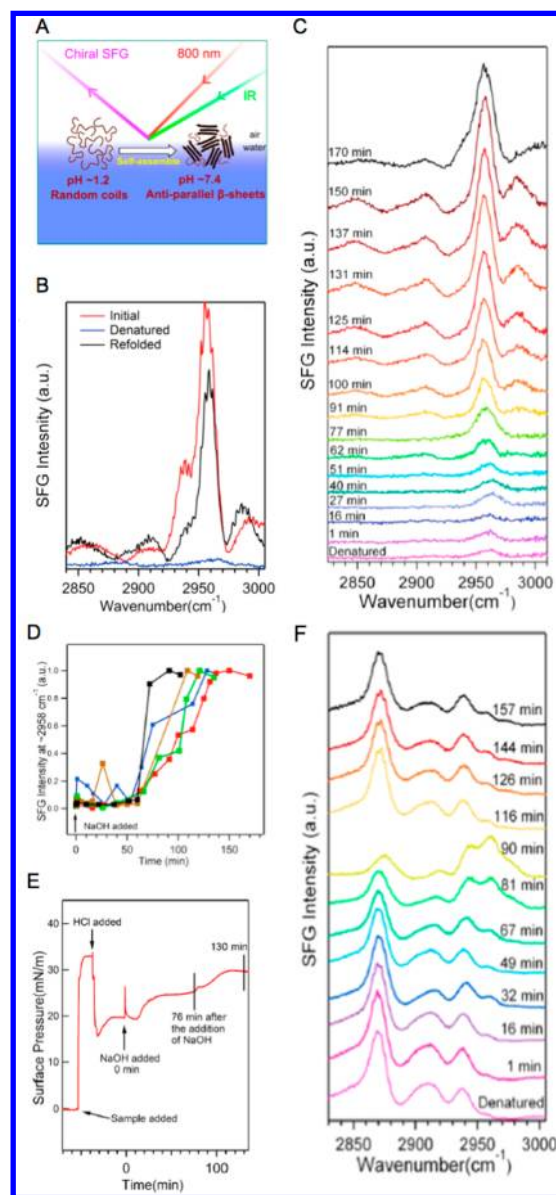 A
Chiral SFG
800 nm
IR
air
water
Self-assemble
pH ~1.2
Random coils
pH ~7.4
Anti-parallel β-sheets
B
Initial
Denatured
Refolded
SFG Intesnity (a.u.)
2850
2900
2950
3000
Wavenumber(cm-1)
C
170 min
150 min
137 min
131 min
125 min
114 min
100 min
91 min
77 min
62 min
51 min
40 min
27 min
16 min
1 min
Denatured
SFG Intensity (a.u.)
2850
2900
2950
3000
Wavenumber(cm-1)
D
SFG Intensity at ~2958 cm-1 (a.u.)
1.0
0.8
0.6
0.4
0.2
0.0
NaOH added
0
50
100
150
Time (min)
E
Surface Pressure(mN/m)
40
30
20
10
0
HCl added
130 min
NaOH added
0 min
76 min after
the addition
of NaOH
Sample added
0
100
Time(min)
F
157 min
144 min
126 min
116 min
90 min
81 min
67 min
49 min
32 min
16 min
1 min
Denatured
SFG Intensity (a.u.)
2850
2900
2950
3000
Wavenumber(cm-1)